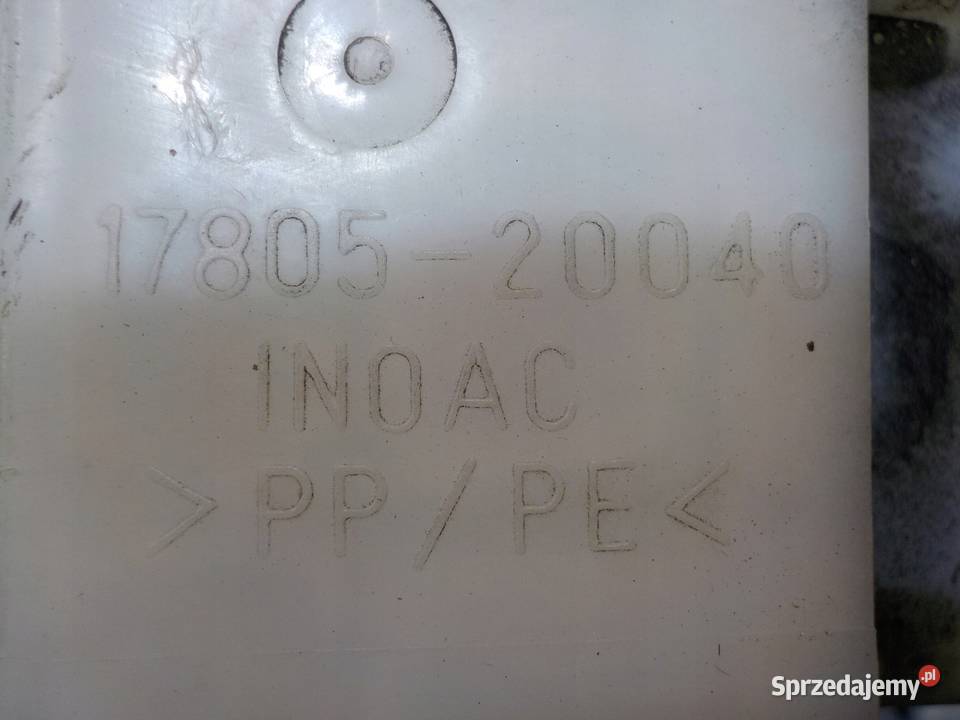 17805-20040
INOAC
>PP/PE<
Sprzedajemy.pl